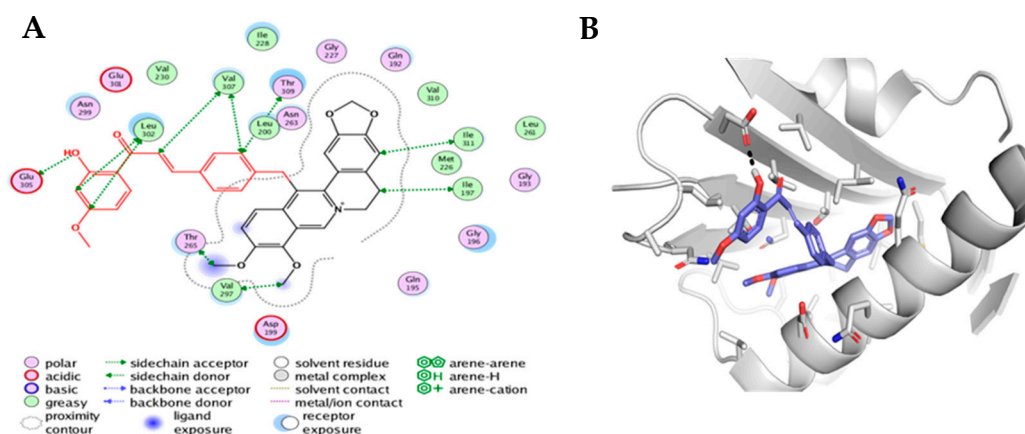 A
B
Ile
228
Gly
227
Gln
192
Glu
301
Val
230
Val
307
Thr
309
Val
310
Asn
299
Leu
302
Leu
200
Asn
263
O
O
O
HO
Ile
311
Leu
261
Met
226
Glu
305
Ile
197
Gly
193
N+
O
Thr
265
Gly
196
O
O
Val
297
Gln
195
Asp
199
polar
sidechain acceptor
solvent residue
arene-arene
acidic
sidechain donor
metal complex
H
arene-H
basic
backbone acceptor
solvent contact
+
arene-cation
greasy
backbone donor
metal/ion contact
proximity
contour
ligand
exposure
receptor
exposure